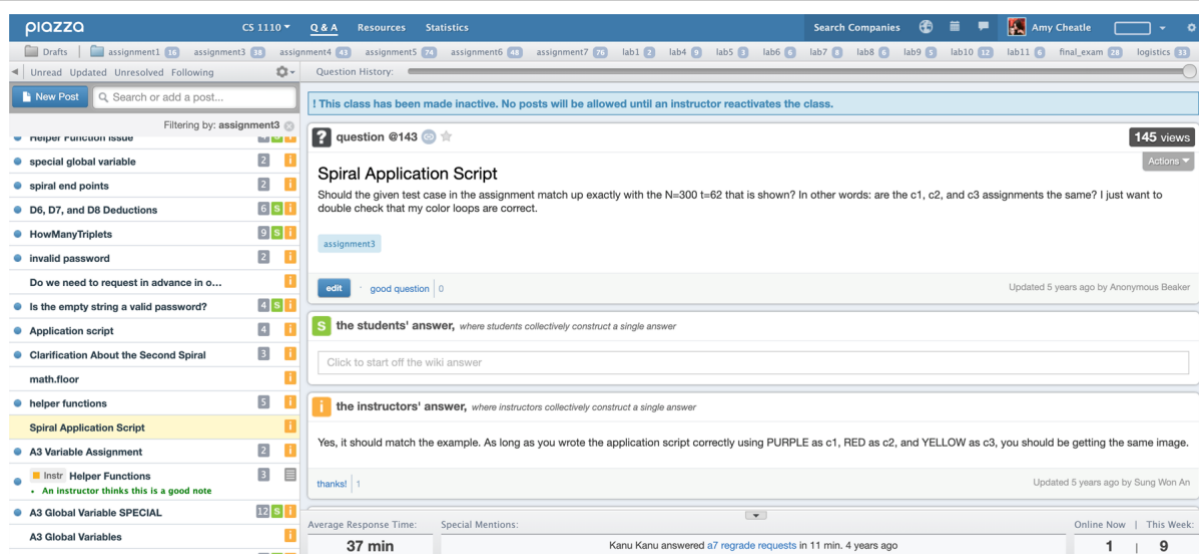 piazza CS 1110 Q & A Resources Statistics Search Companies Amy Cheatle
Drafts assignment1 16 assignment3 38 assignment4 43 assignment5 74 assignment6 48 assignment7 76 lab1 2 lab4 9 lab5 3 lab6 6 lab7 8 lab8 6 lab9 5 lab10 12 lab11 6 final_exam 28 logistics 33
Unread Updated Unresolved Following Question History:
New Post Search or add a post...
! This class has been made inactive. No posts will be allowed until an instructor reactivates the class.
Filtering by: assignment3
Helper Function Issue
special global variable 2 i
spiral end points 2 i
D6, D7, and D8 Deductions 6 S i
HowManyTriplets 9 S i
invalid password 2 i
Do we need to request in advance in o... i
Is the empty string a valid password? 4 S i
Application script 4 i
Clarification About the Second Spiral 3 i
math.floor i
helper functions 5 i
Spiral Application Script i
A3 Variable Assignment 2 i
Instr Helper Functions 3
• An instructor thinks this is a good note
A3 Global Variable SPECIAL 12 S i
A3 Global Variables i
? question @143
145 views
Actions
Spiral Application Script
Should the given test case in the assignment match up exactly with the N=300 t=62 that is shown? In other words: are the c1, c2, and c3 assignments the same? I just want to
double check that my color loops are correct.
assignment3
edit · good question 0 Updated 5 years ago by Anonymous Beaker
S the students' answer, where students collectively construct a single answer
Click to start off the wiki answer
i the instructors' answer, where instructors collectively construct a single answer
Yes, it should match the example. As long as you wrote the application script correctly using PURPLE as c1, RED as c2, and YELLOW as c3, you should be getting the same image.
thanks! 1 Updated 5 years ago by Sung Won An
Average Response Time: Special Mentions: Online Now | This Week:
37 min Kanu Kanu answered a7 regrade requests in 11 min. 4 years ago 1 | 9